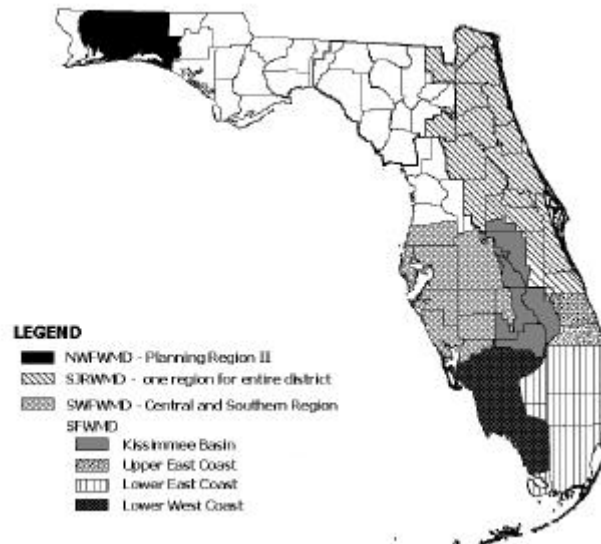 LEGEND
NWFWMD - Planning Region II
SJRWMD - one region for entire district
SWFWMD - Central and Southern Region
SFWMD
Kissimmee Basin
Upper East Coast
Lower East Coast
Lower West Coast